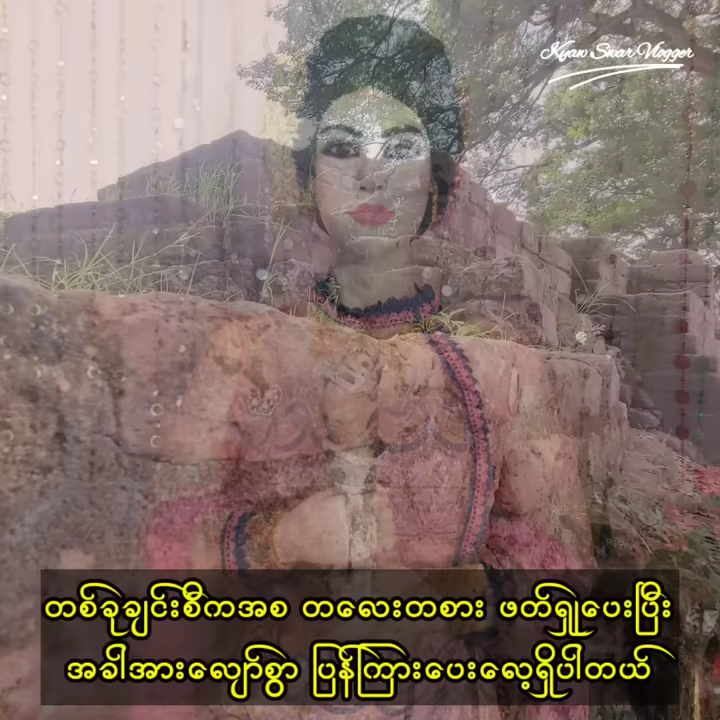 Kyaw Swar Vlogger
တစ်ခုချင်းစီကအစ တလေးတစား ဖတ်ရှုပေးပြီး
အခါအားလျော်စွာ ပြန်ကြားပေးလေ့ရှိပါတယ်